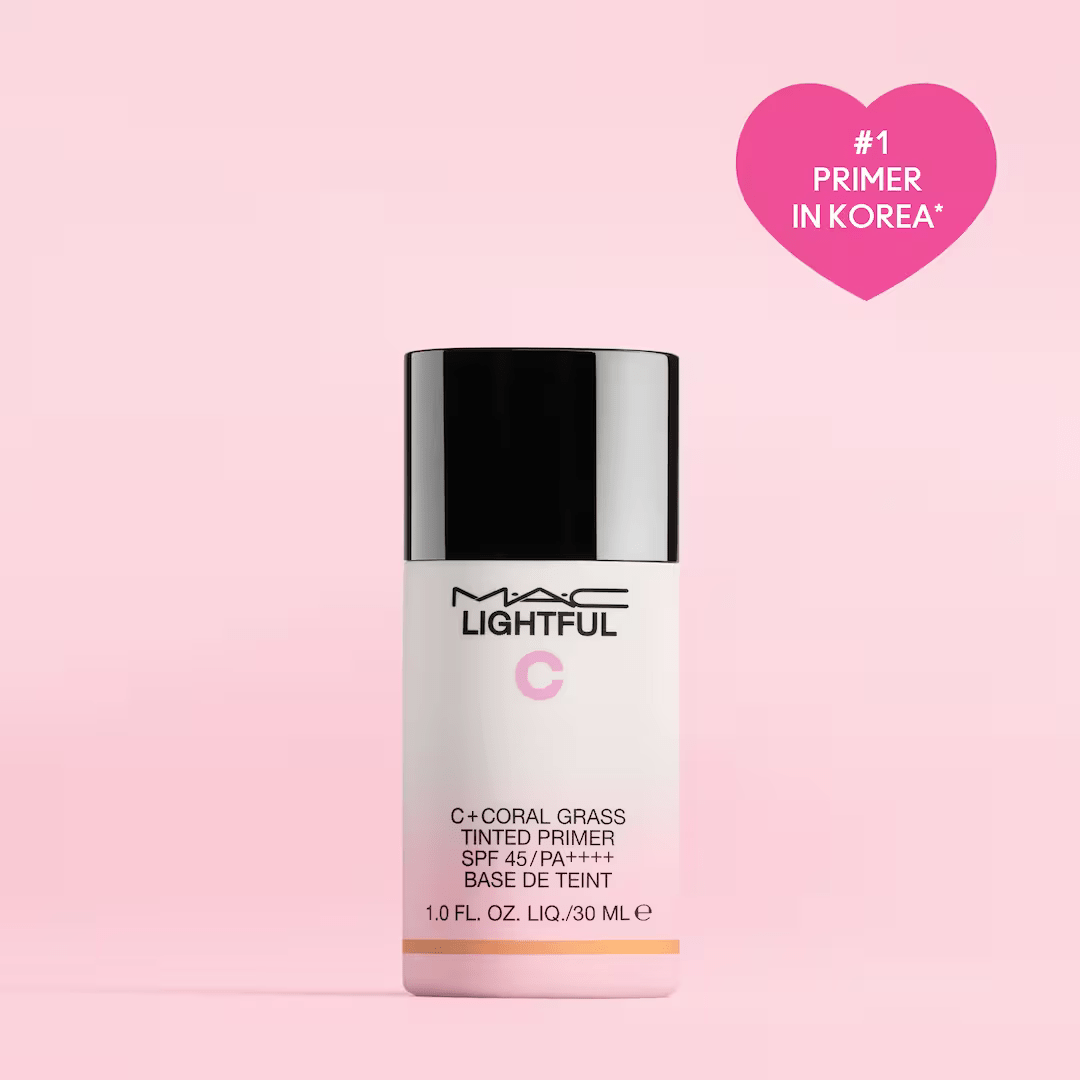 #1
PRIMER
IN KOREA*
M·A·C
LIGHTFUL
C
C+CORAL GRASS
TINTED PRIMER
SPF 45/PA++++
BASE DE TEINT
1.0 FL. OZ. LIQ./30 ML ℮